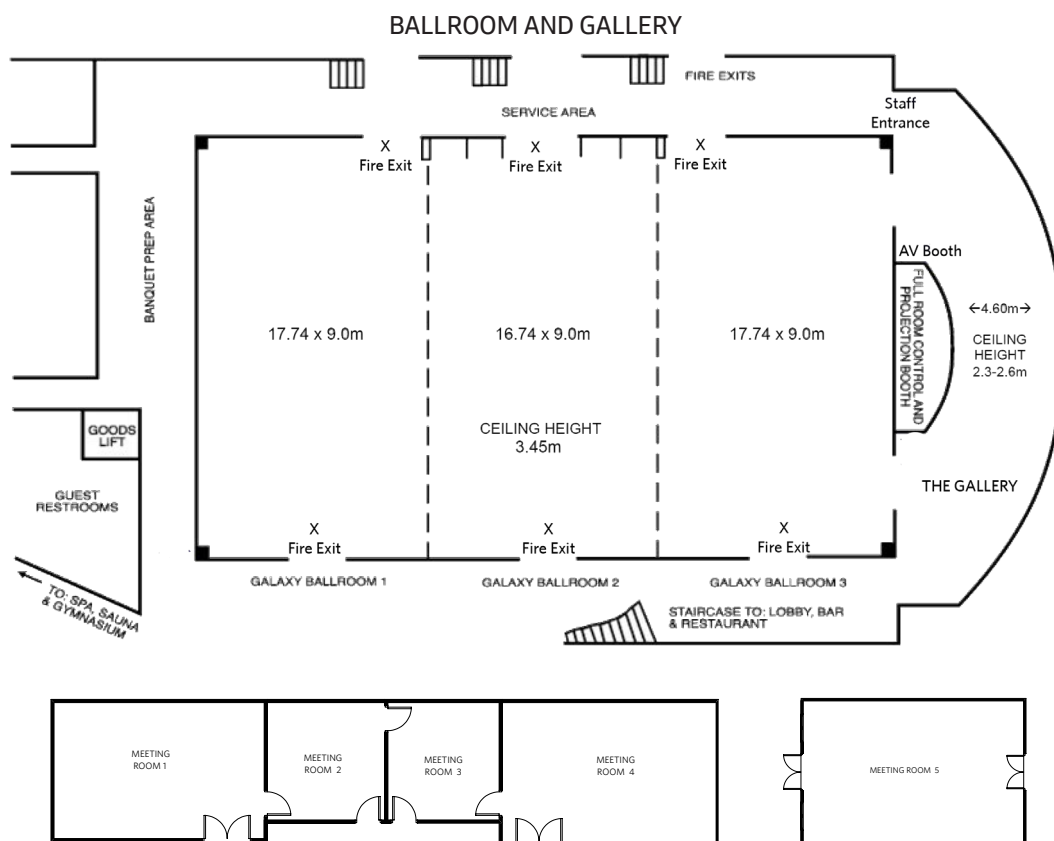 BALLROOM AND GALLERY
FIRE EXITS
SERVICE AREA
Staff
Entrance
X
Fire Exit
X
Fire Exit
X
Fire Exit
BANQUET PREP AREA
AV Booth
FULL ROOM CONTROL AND
PROJECTION BOOTH
←4.60m→
CEILING
HEIGHT
2.3-2.6m
17.74 x 9.0m
16.74 x 9.0m
17.74 x 9.0m
CEILING HEIGHT
3.45m
GOODS
LIFT
GUEST
RESTROOMS
THE GALLERY
X
Fire Exit
X
Fire Exit
X
Fire Exit
GALAXY BALLROOM 1
GALAXY BALLROOM 2
GALAXY BALLROOM 3
← TO: SPA, SAUNA
& GYMNASIUM
STAIRCASE TO: LOBBY, BAR
& RESTAURANT
MEETING
ROOM 1
MEETING
ROOM 2
MEETING
ROOM 3
MEETING
ROOM 4
MEETING ROOM 5